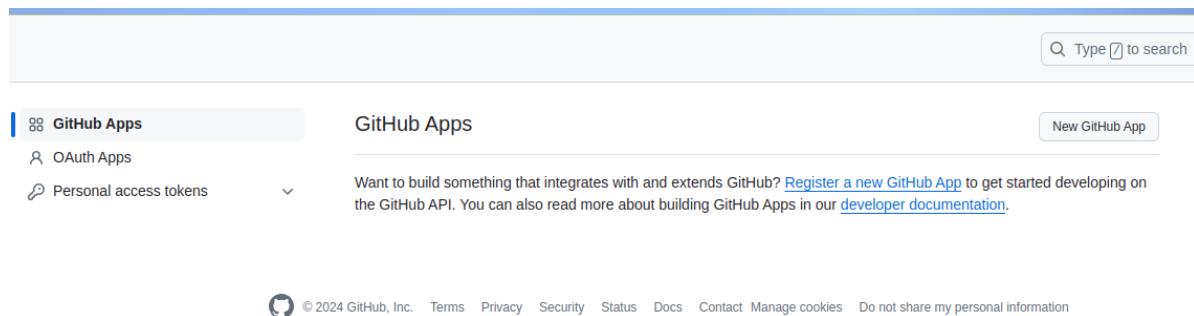 Type / to search
GitHub Apps
OAuth Apps
Personal access tokens
GitHub Apps
New GitHub App
Want to build something that integrates with and extends GitHub? Register a new GitHub App to get started developing on
the GitHub API. You can also read more about building GitHub Apps in our developer documentation.
© 2024 GitHub, Inc. Terms Privacy Security Status Docs Contact Manage cookies Do not share my personal information